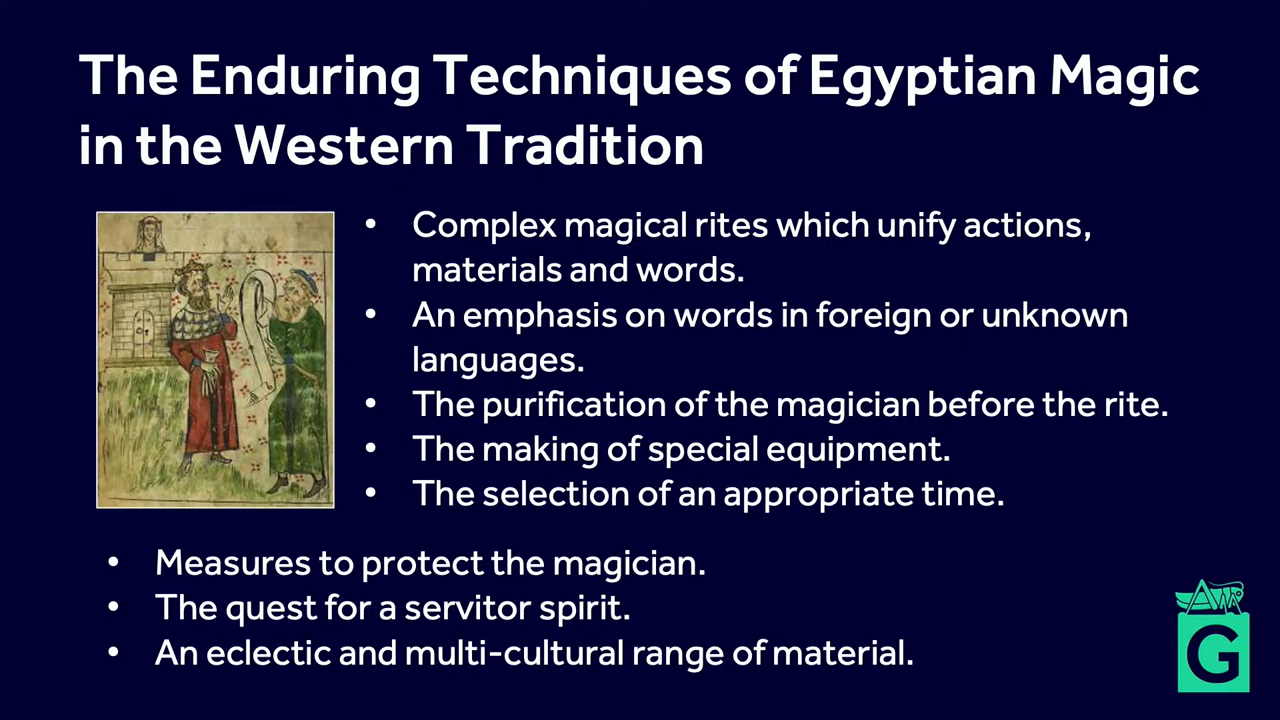 The Enduring Techniques of Egyptian Magic
in the Western Tradition
• Complex magical rites which unify actions,
materials and words.
• An emphasis on words in foreign or unknown
languages.
• The purification of the magician before the rite.
• The making of special equipment.
• The selection of an appropriate time.
• Measures to protect the magician.
• The quest for a servitor spirit.
• An eclectic and multi-cultural range of material.
G